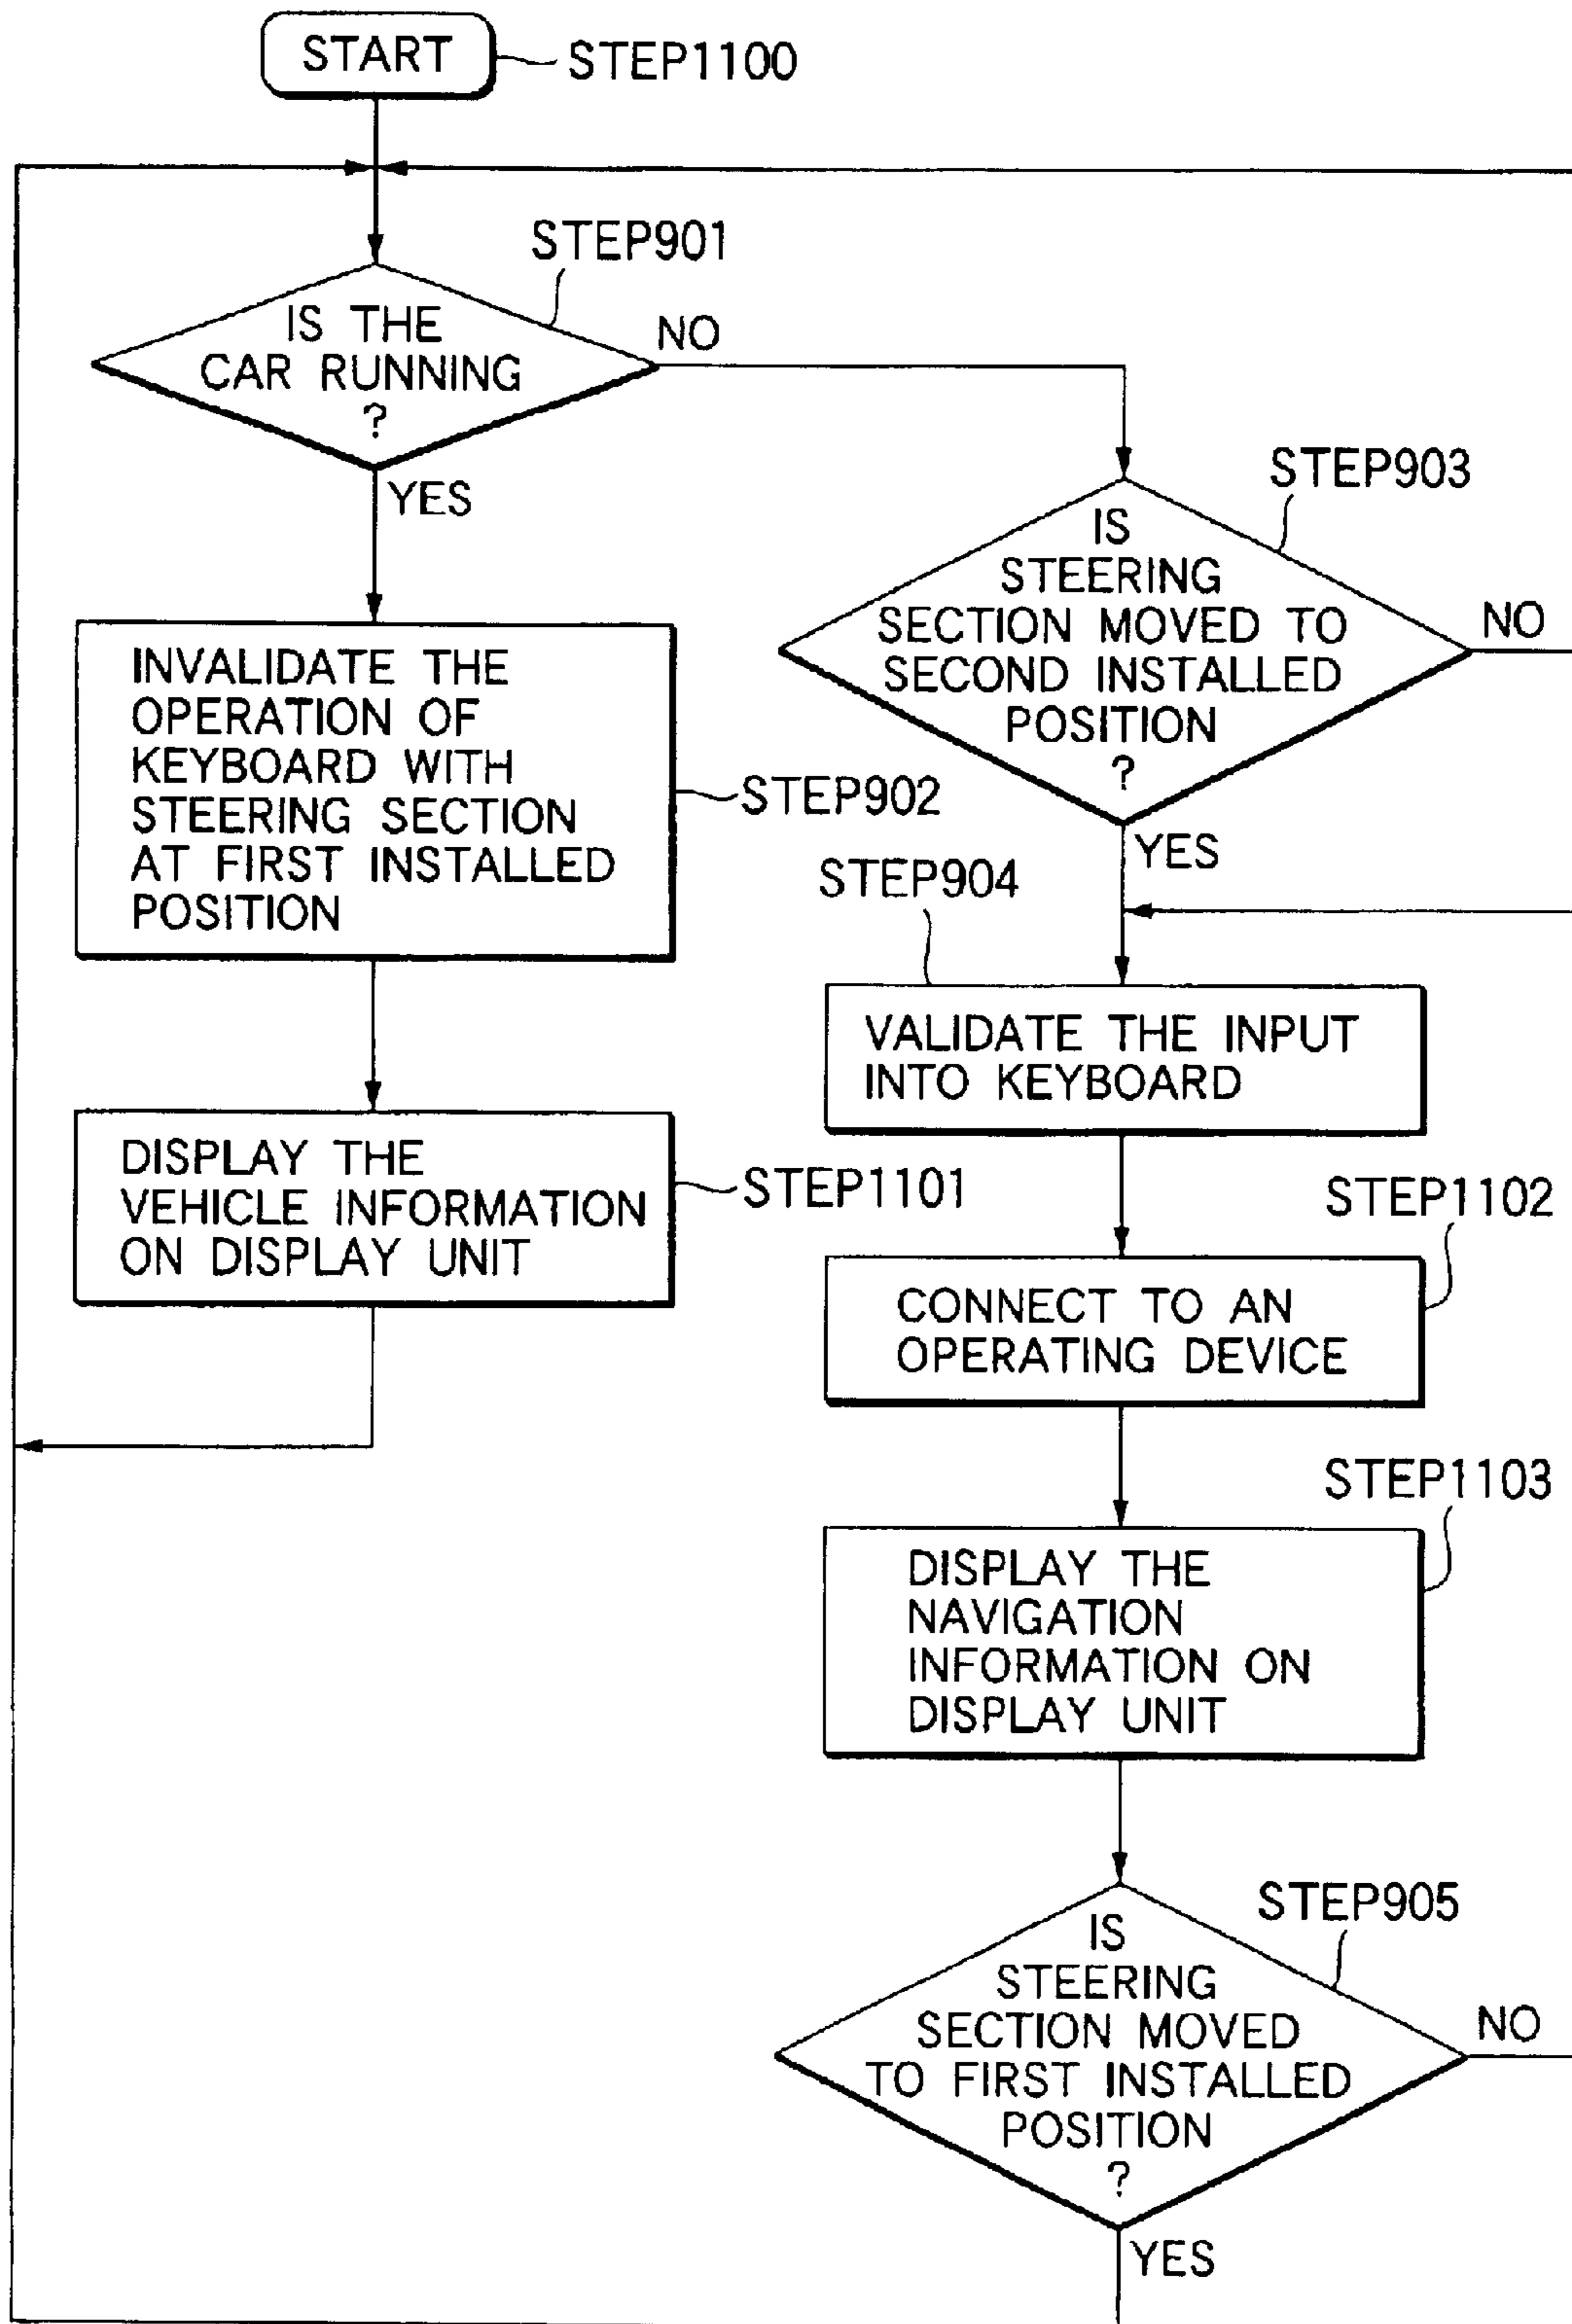 START
STEP1100
STEP901
IS THE
CAR RUNNING
?
NO
YES
STEP903
IS
STEERING
SECTION MOVED TO
SECOND INSTALLED
POSITION
?
NO
YES
INVALIDATE THE
OPERATION OF
KEYBOARD WITH
STEERING SECTION
AT FIRST INSTALLED
POSITION
STEP902
STEP904
VALIDATE THE INPUT
INTO KEYBOARD
DISPLAY THE
VEHICLE INFORMATION
ON DISPLAY UNIT
STEP1101
STEP1102
CONNECT TO AN
OPERATING DEVICE
STEP1103
DISPLAY THE
NAVIGATION
INFORMATION ON
DISPLAY UNIT
STEP905
IS
STEERING
SECTION MOVED
TO FIRST INSTALLED
POSITION
?
NO
YES